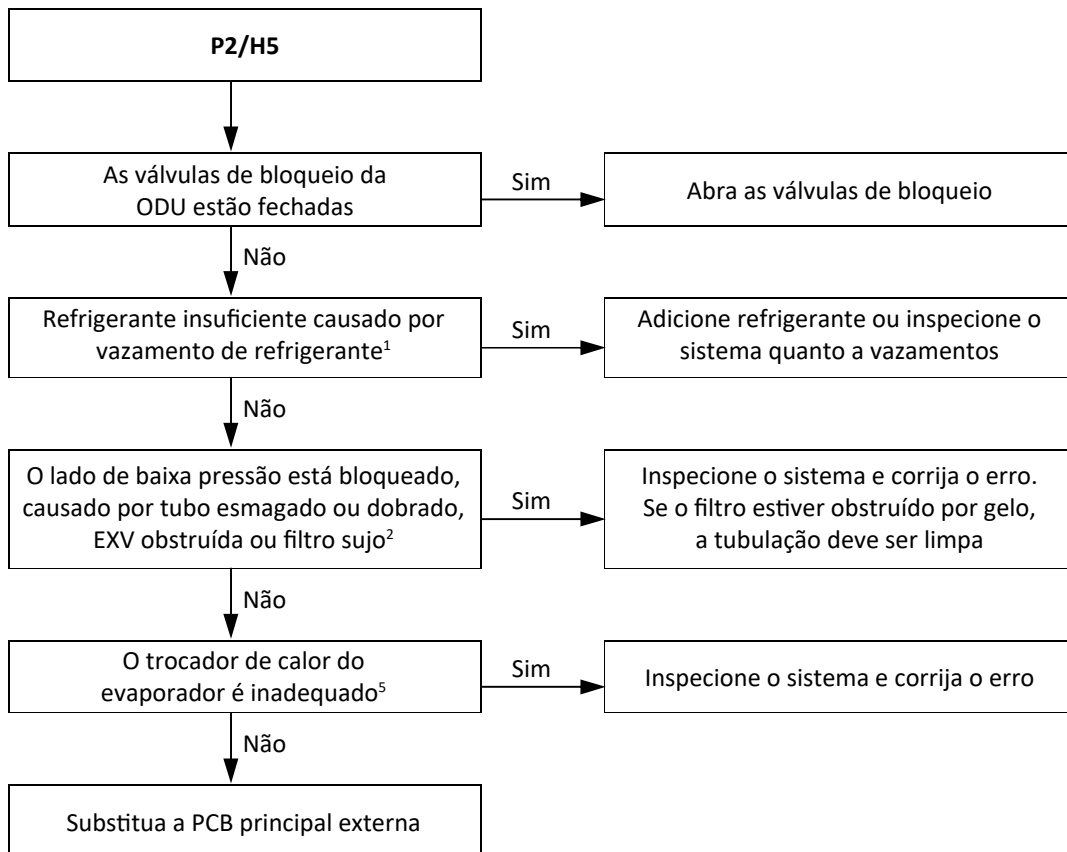 P2/H5
As válvulas de bloqueio da
ODU estão fechadas
Sim
Abra as válvulas de bloqueio
Não
Refrigerante insuficiente causado por
vazamento de refrigerante¹
Sim
Adicione refrigerante ou inspecione o
sistema quanto a vazamentos
Não
O lado de baixa pressão está bloqueado,
causado por tubo esmagado ou dobrado,
EXV obstruída ou filtro sujo²
Sim
Inspecione o sistema e corrija o erro.
Se o filtro estiver obstruído por gelo,
a tubulação deve ser limpa
Não
O trocador de calor do
evaporador é inadequado⁵
Sim
Inspecione o sistema e corrija o erro
Não
Substitua a PCB principal externa